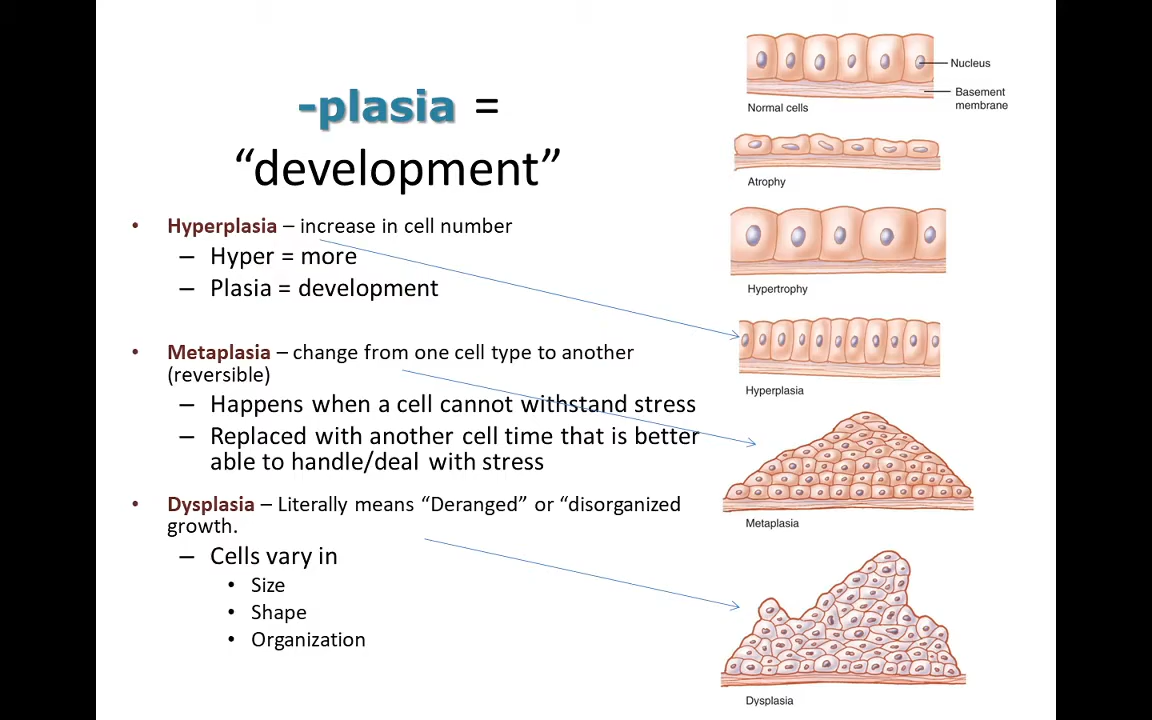 -plasia =
“development”
• Hyperplasia – increase in cell number
– Hyper = more
– Plasia = development
• Metaplasia – change from one cell type to another
(reversible)
– Happens when a cell cannot withstand stress
– Replaced with another cell time that is better
able to handle/deal with stress
• Dysplasia – Literally means “Deranged” or “disorganized
growth.
– Cells vary in
• Size
• Shape
• Organization
Nucleus
Basement
membrane
Normal cells
Atrophy
Hypertrophy
Hyperplasia
Metaplasia
Dysplasia